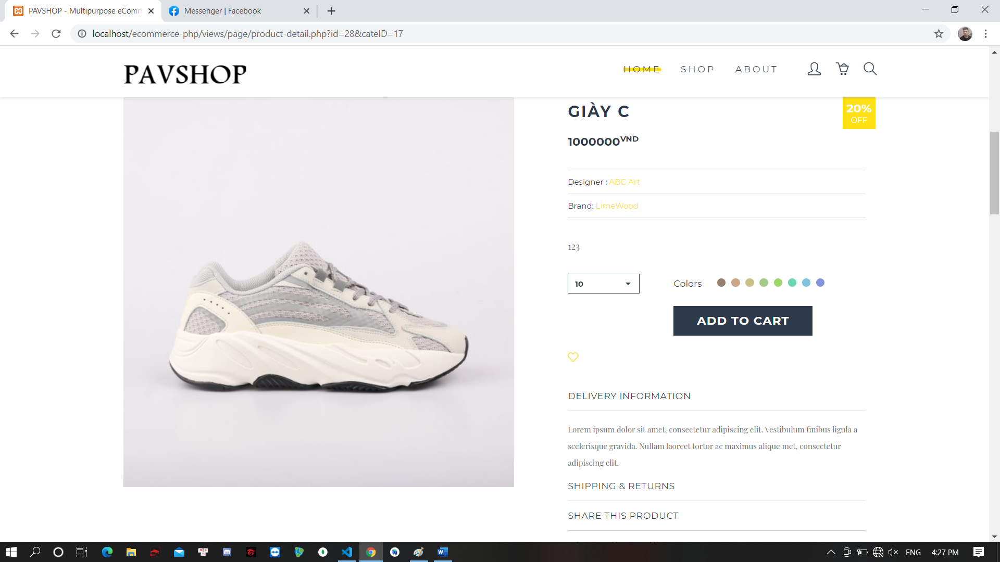 PAVSHOP - Multipurpose eComm
Messenger | Facebook
localhost/ecommerce-php/views/page/product-detail.php?id=28&cateID=17
PAVSHOP
HOME
SHOP
ABOUT
GIÀY C
20%
OFF
1000000VND
Designer : ABC Art
Brand: LimeWood
123
10
Colors
ADD TO CART
DELIVERY INFORMATION
Lorem ipsum dolor sit amet, consectetur adipiscing elit. Vestibulum finibus ligula a
scelerisque gravida. Nullam laoreet tortor ac maximus alique met, consectetur
adipiscing elit.
SHIPPING & RETURNS
SHARE THIS PRODUCT
ENG
4:27 PM